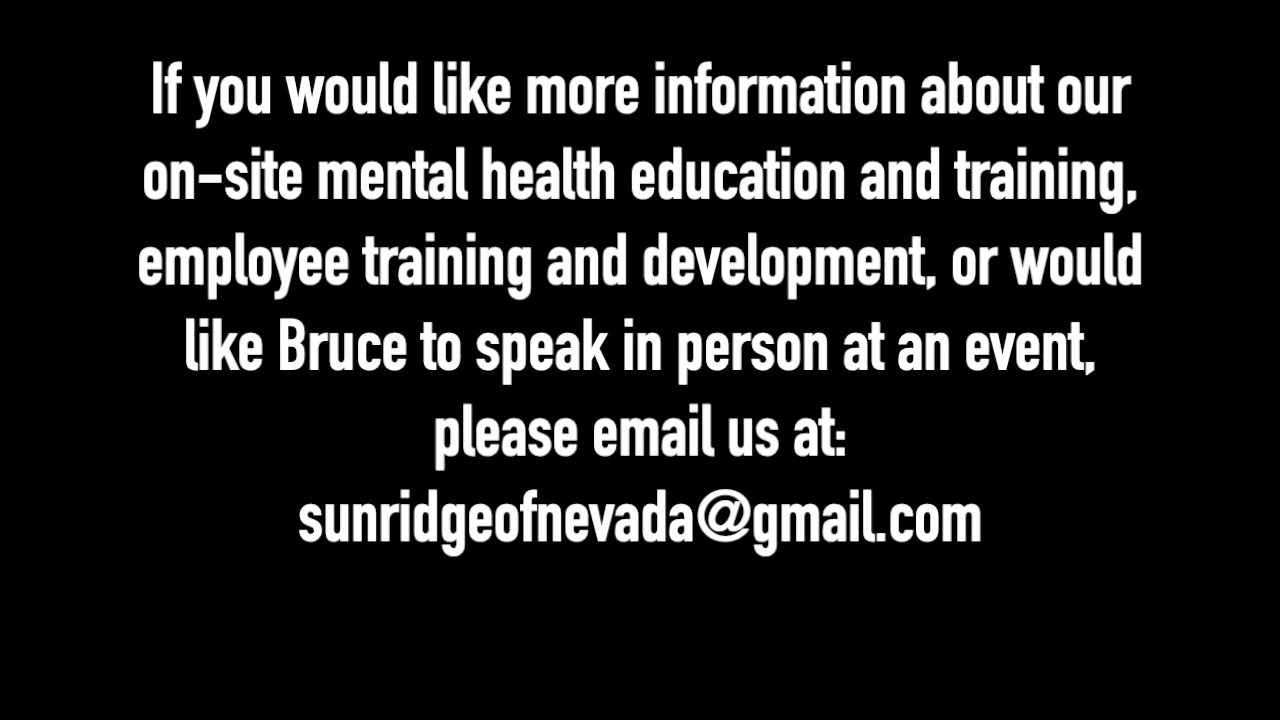 If you would like more information about our
on-site mental health education and training,
employee training and development, or would
like Bruce to speak in person at an event,
please email us at:
sunridgeofnevada@gmail.com